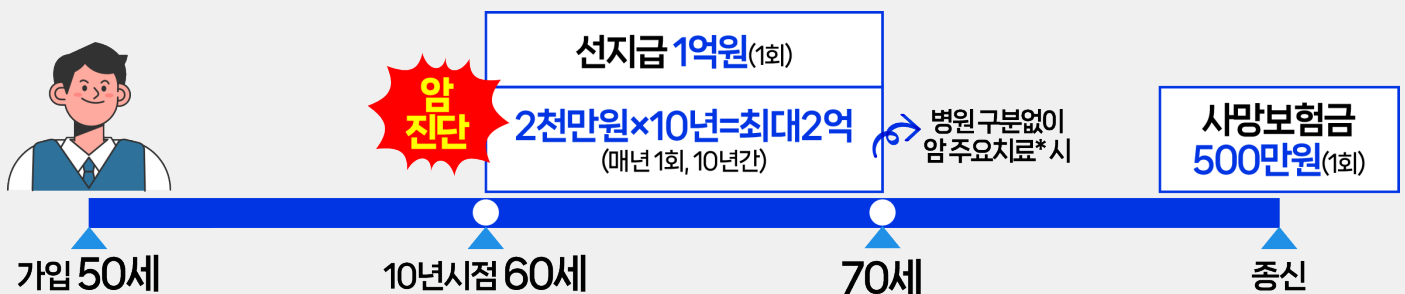 선지급 1억원(1회)
암
진단
2천만원×10년=최대2억
(매년 1회, 10년간)
병원 구분없이
암 주요치료* 시
사망보험금
500만원(1회)
가입 50세
10년시점 60세
70세
종신